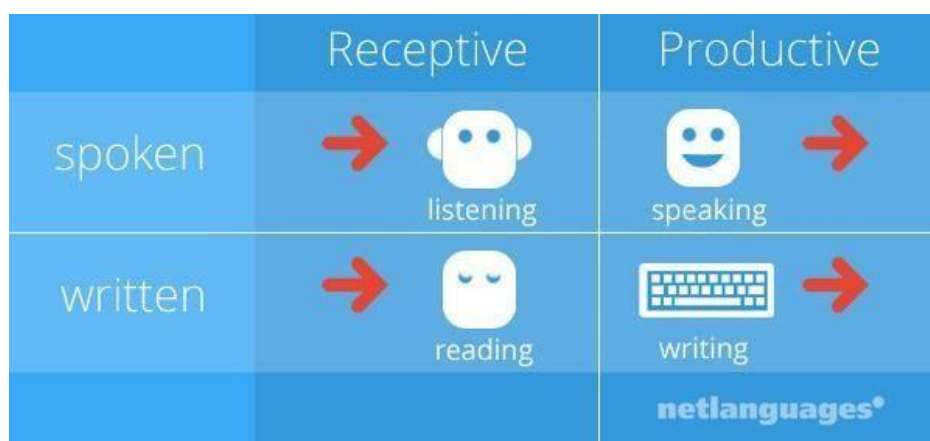 Receptive Productive
spoken
listening speaking
written
reading writing
netlanguages